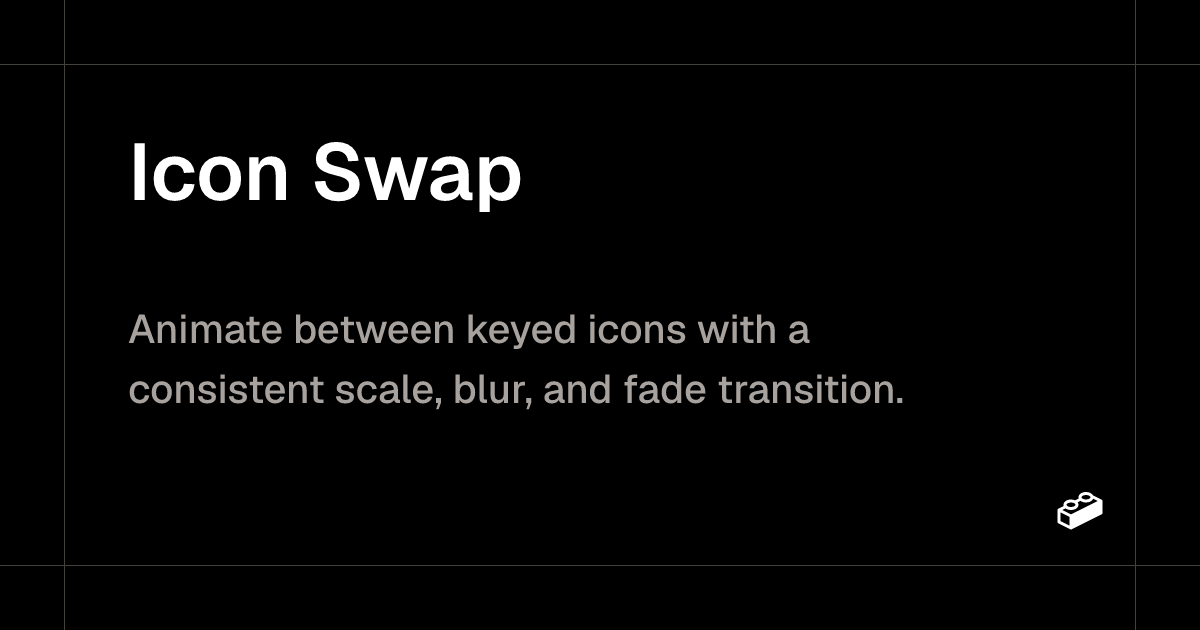 Icon Swap
Animate between keyed icons with a
consistent scale, blur, and fade transition.